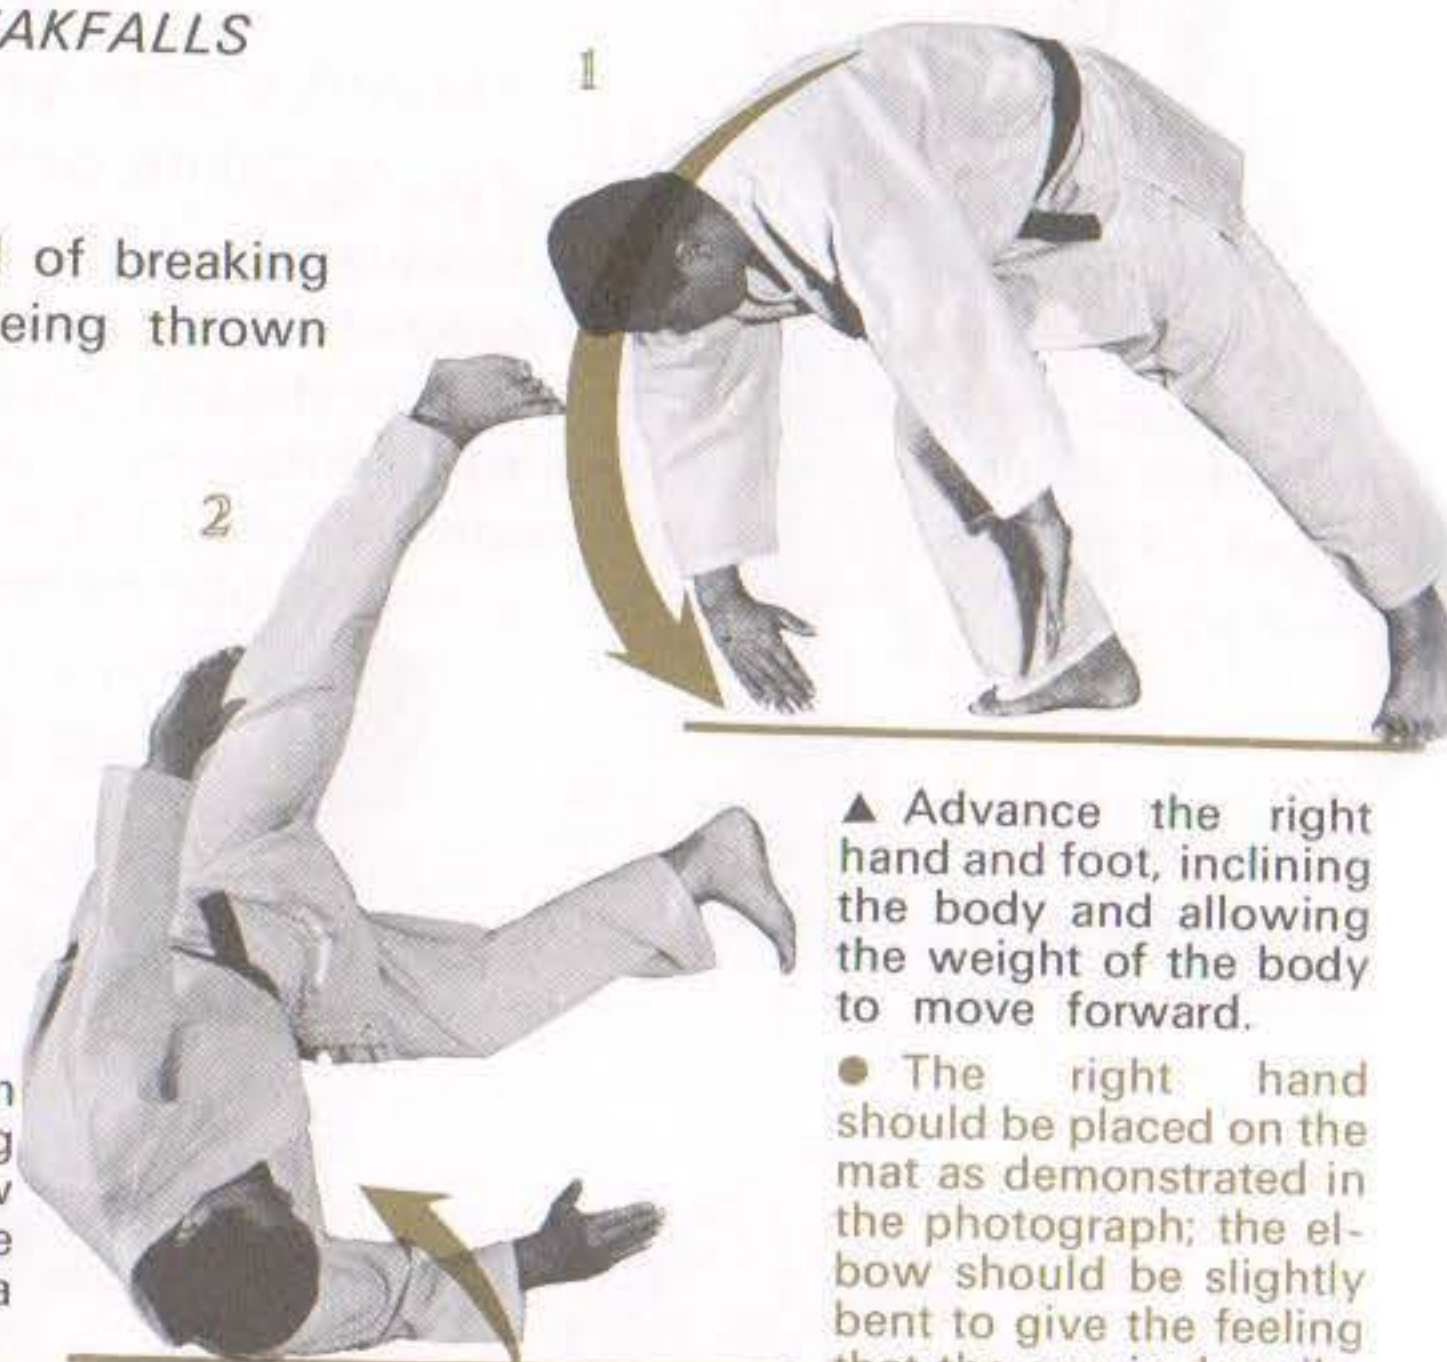 AKFALLS
1
of breaking
eing thrown
2
▲ Advance the right
hand and foot, inclining
the body and allowing
the weight of the body
to move forward.
● The right hand
should be placed on the
mat as demonstrated in
the photograph; the el-
bow should be slightly
bent to give the feeling
n
g
w
e
a